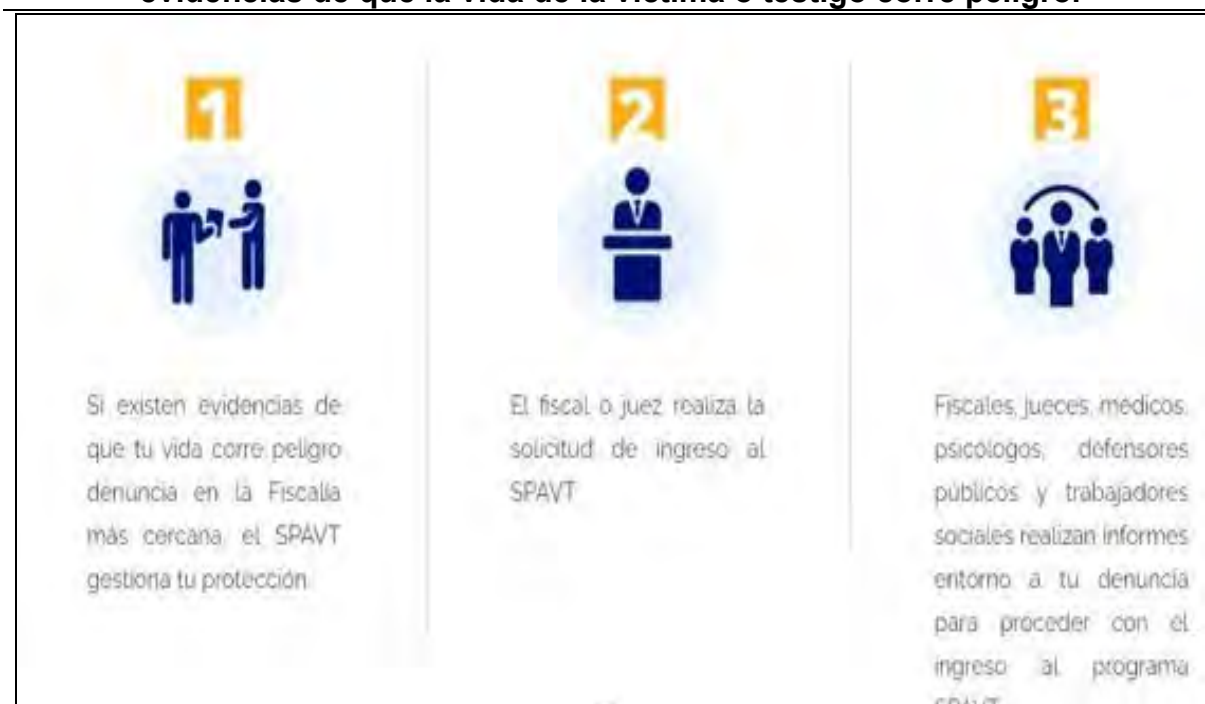 evidencias de que la vida de la víctima o testigo corre peligro.
1
Si existen evidencias de
que tu vida corre peligro
denuncia en la Fiscalía
más cercana, el SPAVT
gestiona tu protección
2
El fiscal o juez realiza la
solicitud de ingreso al
SPAVT
3
Fiscales, jueces, médicos,
psicólogos, defensores
públicos y trabajadores
sociales realizan informes
entorno a tu denuncia
para proceder con el
ingreso al programa
SPAVT